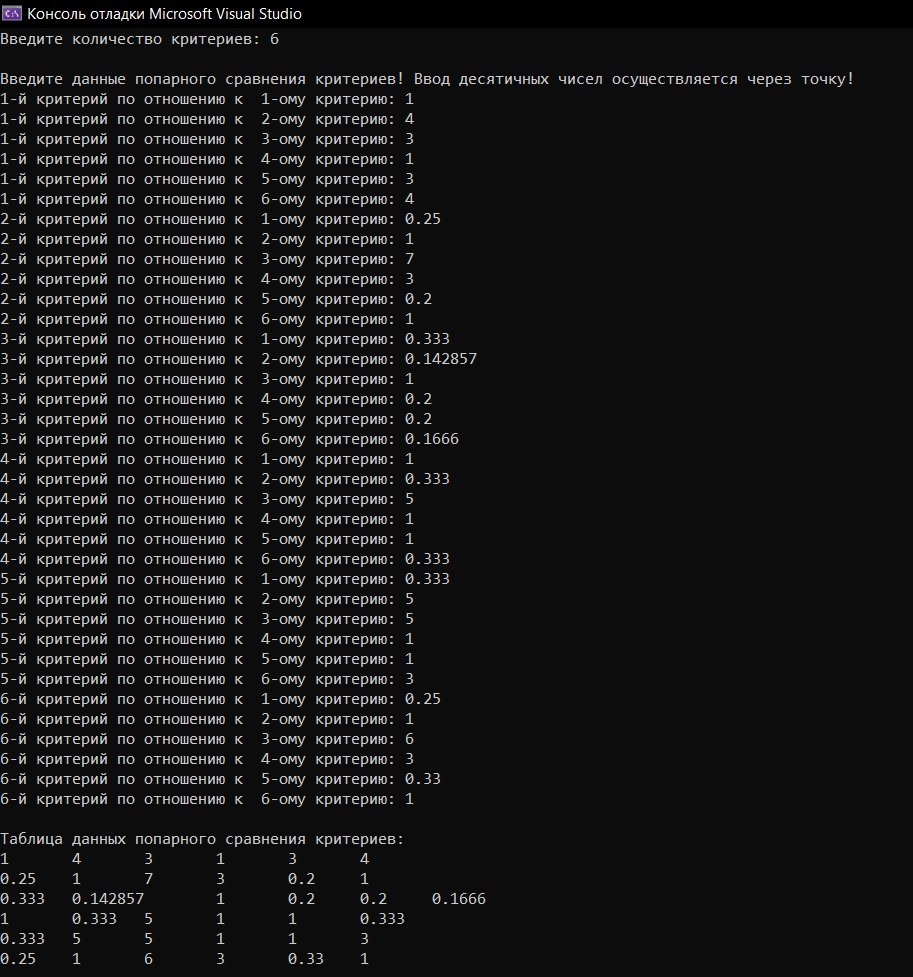 Консоль отладки Microsoft Visual Studio
Введите количество критериев: 6
Введите данные попарного сравнения критериев! Ввод десятичных чисел осуществляется через точку!
1-й критерий по отношению к  1-ому критерию: 1
1-й критерий по отношению к  2-ому критерию: 4
1-й критерий по отношению к  3-ому критерию: 3
1-й критерий по отношению к  4-ому критерию: 1
1-й критерий по отношению к  5-ому критерию: 3
1-й критерий по отношению к  6-ому критерию: 4
2-й критерий по отношению к  1-ому критерию: 0.25
2-й критерий по отношению к  2-ому критерию: 1
2-й критерий по отношению к  3-ому критерию: 7
2-й критерий по отношению к  4-ому критерию: 3
2-й критерий по отношению к  5-ому критерию: 0.2
2-й критерий по отношению к  6-ому критерию: 1
3-й критерий по отношению к  1-ому критерию: 0.333
3-й критерий по отношению к  2-ому критерию: 0.142857
3-й критерий по отношению к  3-ому критерию: 1
3-й критерий по отношению к  4-ому критерию: 0.2
3-й критерий по отношению к  5-ому критерию: 0.2
3-й критерий по отношению к  6-ому критерию: 0.1666
4-й критерий по отношению к  1-ому критерию: 1
4-й критерий по отношению к  2-ому критерию: 0.333
4-й критерий по отношению к  3-ому критерию: 5
4-й критерий по отношению к  4-ому критерию: 1
4-й критерий по отношению к  5-ому критерию: 1
4-й критерий по отношению к  6-ому критерию: 0.333
5-й критерий по отношению к  1-ому критерию: 0.333
5-й критерий по отношению к  2-ому критерию: 5
5-й критерий по отношению к  3-ому критерию: 5
5-й критерий по отношению к  4-ому критерию: 1
5-й критерий по отношению к  5-ому критерию: 1
5-й критерий по отношению к  6-ому критерию: 3
6-й критерий по отношению к  1-ому критерию: 0.25
6-й критерий по отношению к  2-ому критерию: 1
6-й критерий по отношению к  3-ому критерию: 6
6-й критерий по отношению к  4-ому критерию: 3
6-й критерий по отношению к  5-ому критерию: 0.33
6-й критерий по отношению к  6-ому критерию: 1
Таблица данных попарного сравнения критериев:
1       4       3       1       3       4
0.25    1       7       3       0.2     1
0.333   0.142857        1       0.2     0.2     0.1666
1       0.333   5       1       1       0.333
0.333   5       5       1       1       3
0.25    1       6       3       0.33    1